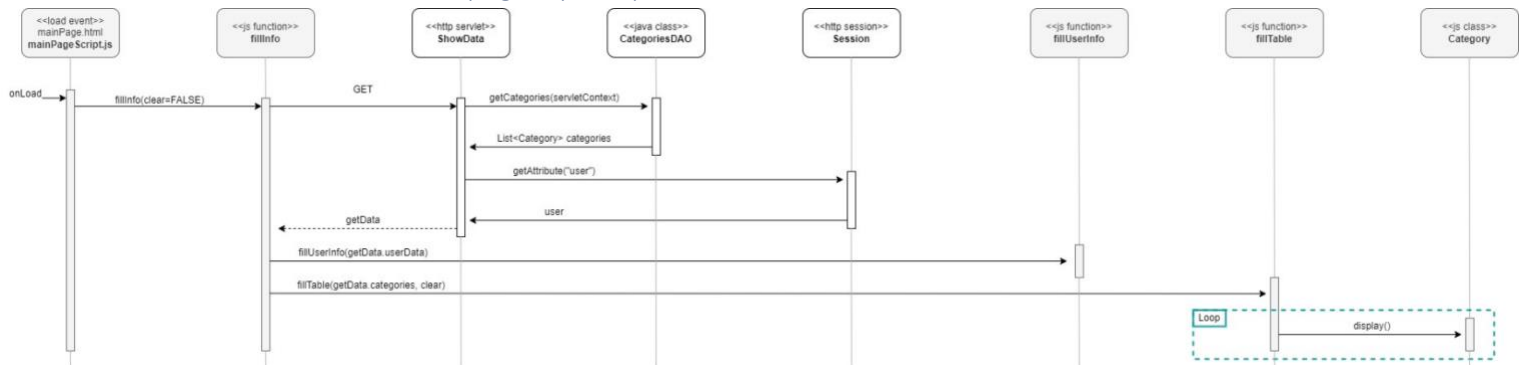 <<load event>>
mainPage.html
mainPageScript.js
<<js function>>
fillInfo
<<http servlet>>
ShowData
<<java class>>
CategoriesDAO
<<http session>>
Session
<<js function>>
fillUserInfo
<<js function>>
fillTable
<<js class>>
Category
onLoad
fillInfo(clear=FALSE)
GET
getCategories(servletContext)
List<Category> categories
getAttribute("user")
user
getData
fillUserInfo(getData.userData)
fillTable(getData.categories, clear)
Loop
display()